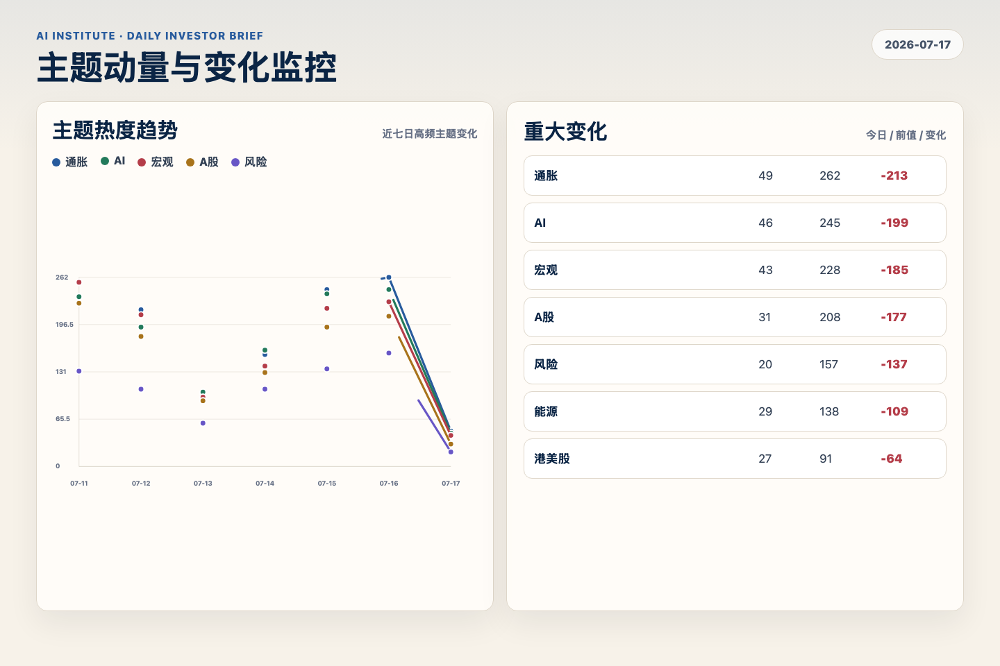 AI INSTITUTE · DAILY INVESTOR BRIEF
主题动量与变化监控
2026-07-17
主题热度趋势
近七日高频主题变化
通胀 AI 宏观 A股 风险
262
196.5
131
65.5
0
07-11 07-12 07-13 07-14 07-15 07-16 07-17
重大变化
今日 / 前值 / 变化
通胀 49 262 -213
AI 46 245 -199
宏观 43 228 -185
A股 31 208 -177
风险 20 157 -137
能源 29 138 -109
港美股 27 91 -64